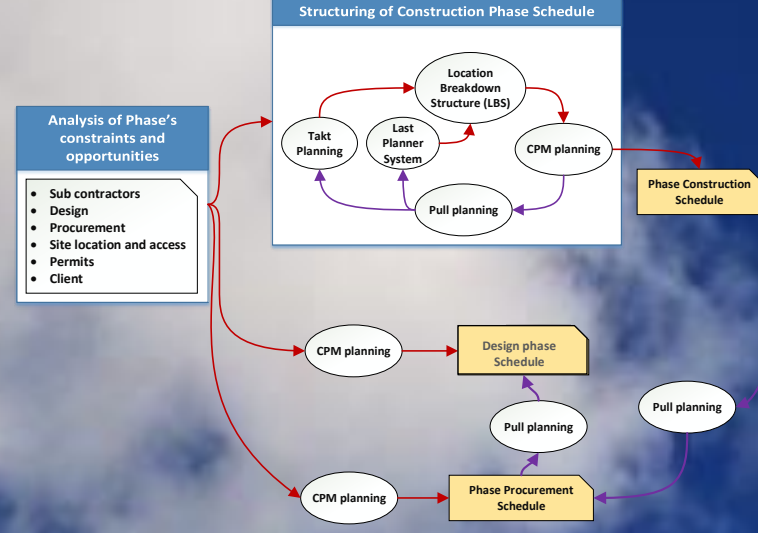 Structuring of Construction Phase Schedule
Location
Breakdown
Structure (LBS)
Takt
Planning
Last
Planner
System
CPM planning
Pull planning
Phase Construction
Schedule
Analysis of Phase's
constraints and
opportunities
• Sub contractors
• Design
• Procurement
• Site location and access
• Permits
• Client
CPM planning
Design phase
Schedule
Pull planning
Pull planning
CPM planning
Phase Procurement
Schedule